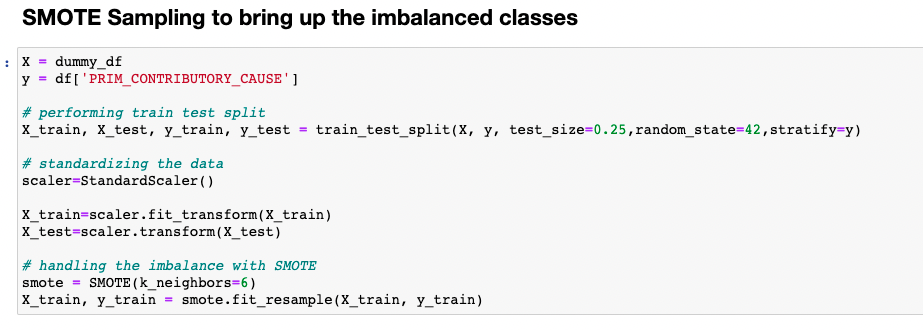 SMOTE Sampling to bring up the imbalanced classes
: X = dummy_df
y = df['PRIM_CONTRIBUTORY_CAUSE']
# performing train test split
X_train, X_test, y_train, y_test = train_test_split(X, y, test_size=0.25,random_state=42,stratify=y)
# standardizing the data
scaler=StandardScaler()
X_train=scaler.fit_transform(X_train)
X_test=scaler.transform(X_test)
# handling the imbalance with SMOTE
smote = SMOTE(k_neighbors=6)
X_train, y_train = smote.fit_resample(X_train, y_train)